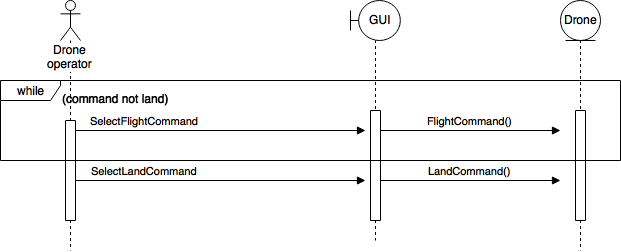 GUI
Drone
Drone
operator
while
(command not land)
SelectFlightCommand
FlightCommand()
SelectLandCommand
LandCommand()